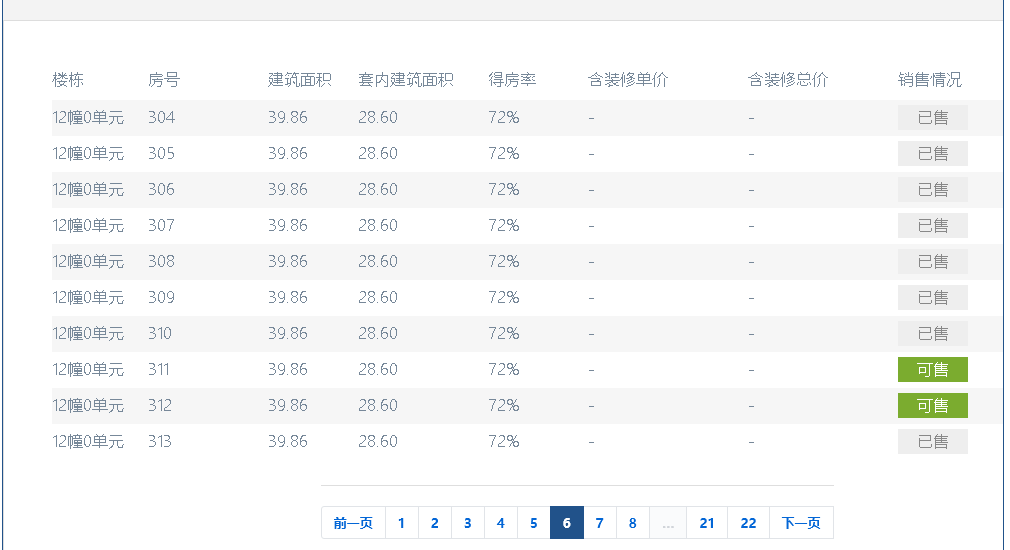 楼栋 房号 建筑面积 套内建筑面积 得房率 含装修单价 含装修总价 销售情况
12幢0单元 304 39.86 28.60 72% - - 已售
12幢0单元 305 39.86 28.60 72% - - 已售
12幢0单元 306 39.86 28.60 72% - - 已售
12幢0单元 307 39.86 28.60 72% - - 已售
12幢0单元 308 39.86 28.60 72% - - 已售
12幢0单元 309 39.86 28.60 72% - - 已售
12幢0单元 310 39.86 28.60 72% - - 已售
12幢0单元 311 39.86 28.60 72% - - 可售
12幢0单元 312 39.86 28.60 72% - - 可售
12幢0单元 313 39.86 28.60 72% - - 已售
前一页 1 2 3 4 5 6 7 8 ... 21 22 下一页